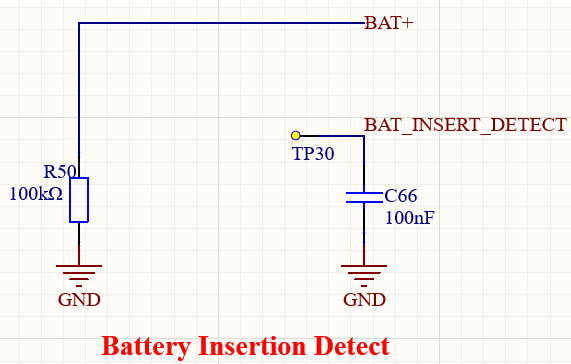 BAT+
BAT_INSERT_DETECT
TP30
R50
100kΩ
C66
100nF
GND
GND
Battery Insertion Detect